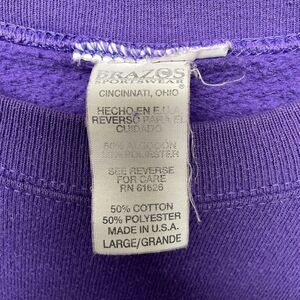 BRAZOS
SPORTSWEAR
CINCINNATI, OHIO
HECHO EN E.U.A.
REVERSO PARA EL
CUIDADO
50% ALGODON
50% POLIESTER
SEE REVERSE
FOR CARE
RN 61626
50% COTTON
50% POLYESTER
MADE IN U.S.A.
LARGE/GRANDE